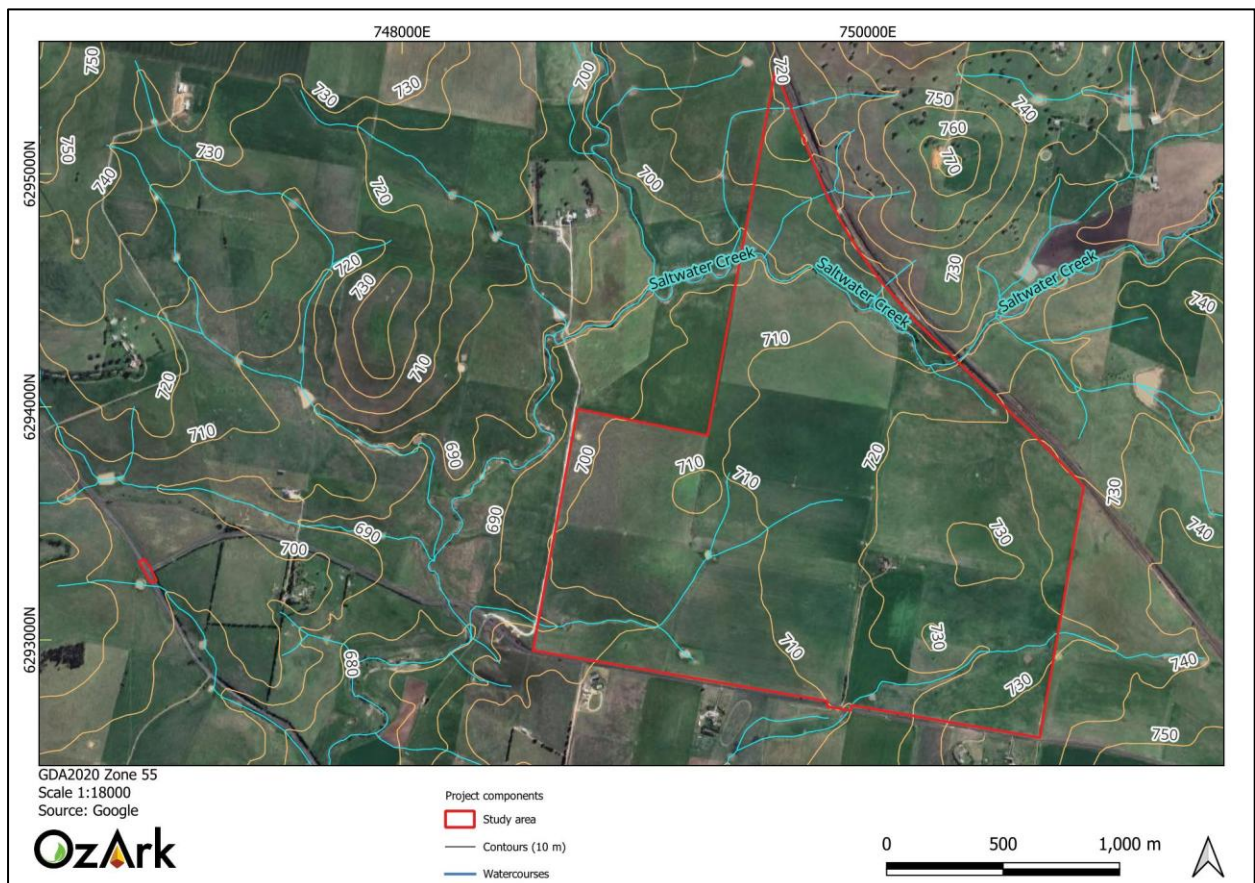 748000E
750000E
6295000N
6294000N
6293000N
750
730
730
700
720
750
740
760
770
750
730
740
720
700
720
730
730
740
Saltwater Creek
Saltwater Creek
Saltwater Creek
710
710
720
710
690
700
720
710
710
730
730
740
690
690
700
730
710
730
740
680
750
GDA2020 Zone 55
Scale 1:18000
Source: Google
OzArk
Project components
Study area
Contours (10 m)
Watercourses
0
500
1,000 m